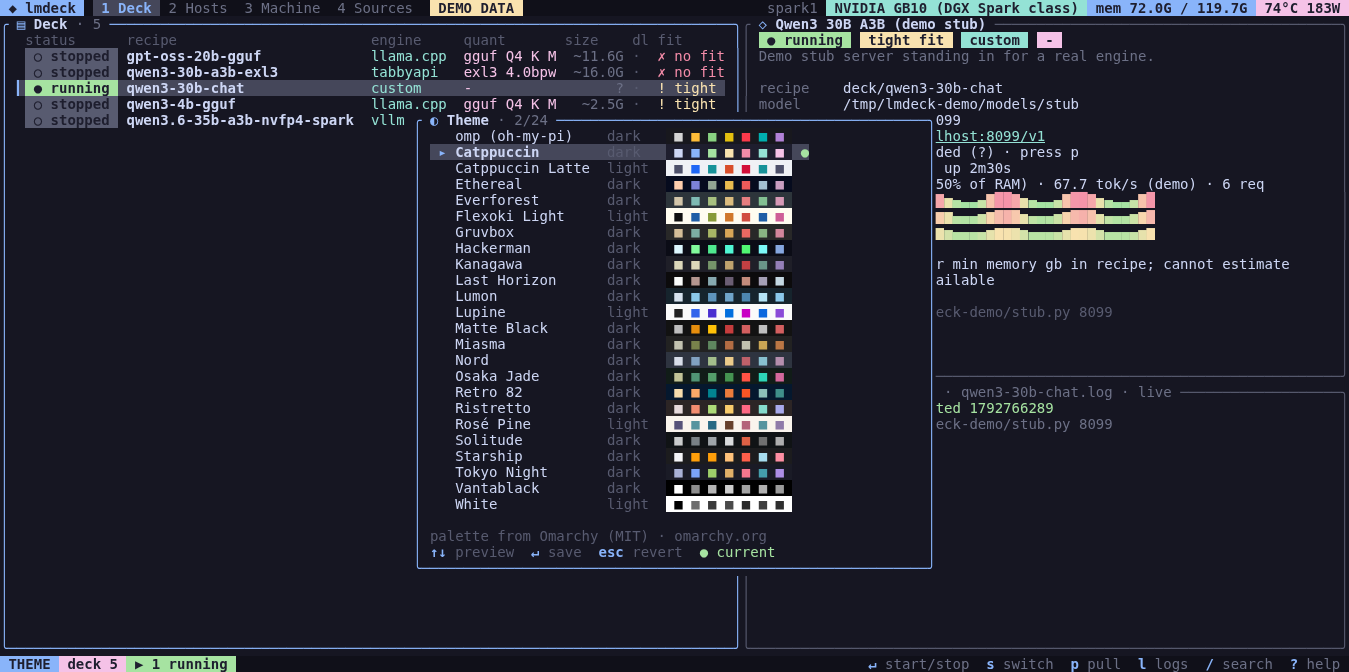 ◆ lmdeck 1 Deck 2 Hosts 3 Machine 4 Sources DEMO DATA spark1 NVIDIA GB10 (DGX Spark class) mem 72.0G / 119.7G 74°C 183W
▤ Deck · 5
status recipe engine quant size dl fit
○ stopped gpt-oss-20b-gguf llama.cpp gguf Q4 K M ~11.6G · ✗ no fit
○ stopped qwen3-30b-a3b-exl3 tabbyapi exl3 4.0bpw ~16.0G · ✗ no fit
● running qwen3-30b-chat custom - ? · ! tight
○ stopped qwen3-4b-gguf llama.cpp gguf Q4 K M ~2.5G · ! tight
○ stopped qwen3.6-35b-a3b-nvfp4-spark vllm
◇ Qwen3 30B A3B (demo stub)
● running tight fit custom -
Demo stub server standing in for a real engine.
recipe deck/qwen3-30b-chat
model /tmp/lmdeck-demo/models/stub
099
lhost:8099/v1
ded (?) · press p
up 2m30s
50% of RAM) · 67.7 tok/s (demo) · 6 req
r min memory gb in recipe; cannot estimate
ailable
eck-demo/stub.py 8099
· qwen3-30b-chat.log · live
ted 1792766289
eck-demo/stub.py 8099
◐ Theme · 2/24
omp (oh-my-pi) dark
▸ Catppuccin dark ●
Catppuccin Latte light
Ethereal dark
Everforest dark
Flexoki Light light
Gruvbox dark
Hackerman dark
Kanagawa dark
Last Horizon dark
Lumon dark
Lupine light
Matte Black dark
Miasma dark
Nord dark
Osaka Jade dark
Retro 82 dark
Ristretto dark
Rosé Pine light
Solitude dark
Starship dark
Tokyo Night dark
Vantablack dark
White light
palette from Omarchy (MIT) · omarchy.org
↑↓ preview ↵ save esc revert ● current
THEME deck 5 ▶ 1 running ↵ start/stop s switch p pull l logs / search ? help